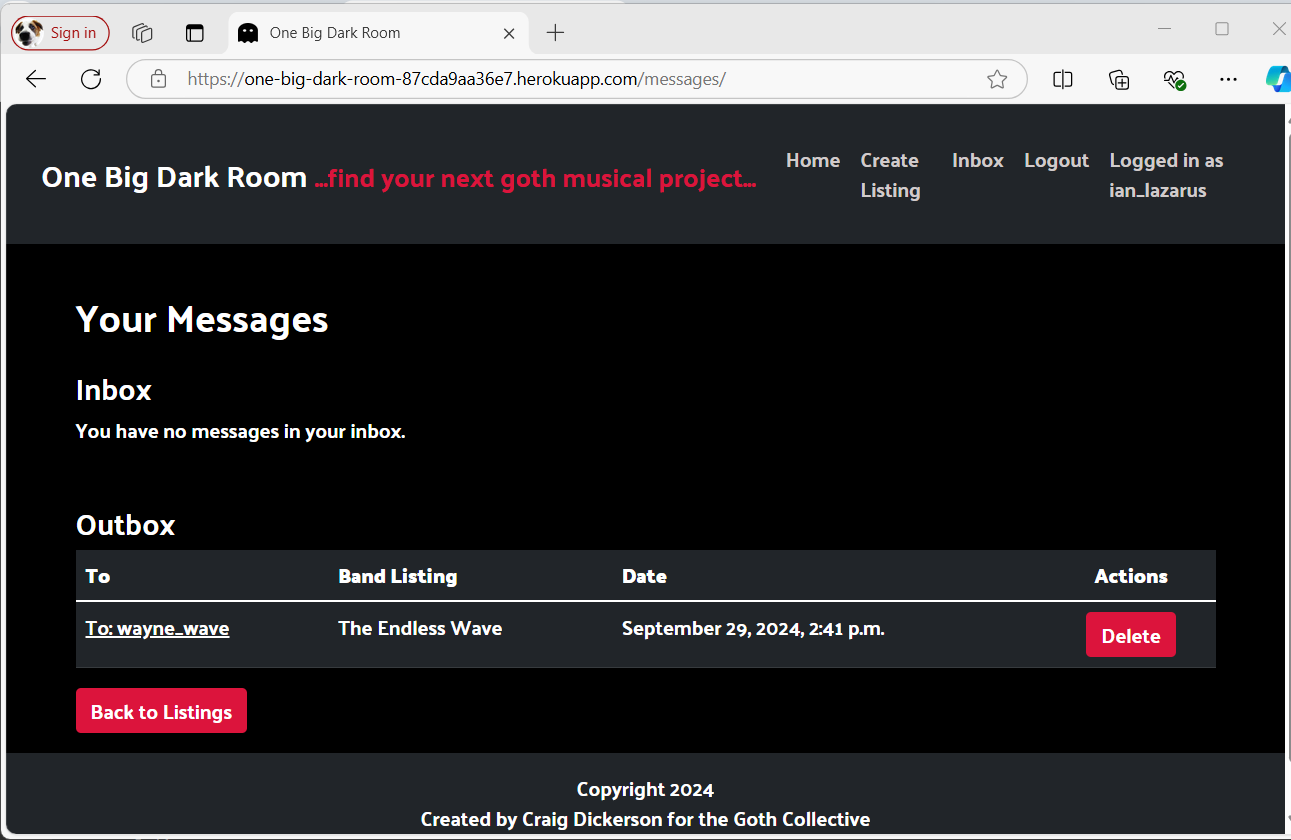 Sign in
One Big Dark Room
https://one-big-dark-room-87cda9aa36e7.herokuapp.com/messages/
One Big Dark Room ...find your next goth musical project...
Home
Create
Listing
Inbox
Logout
Logged in as
ian_lazarus
Your Messages
Inbox
You have no messages in your inbox.
Outbox
To Band Listing Date Actions
To: wayne_wave The Endless Wave September 29, 2024, 2:41 p.m. Delete
Back to Listings
Copyright 2024
Created by Craig Dickerson for the Goth Collective